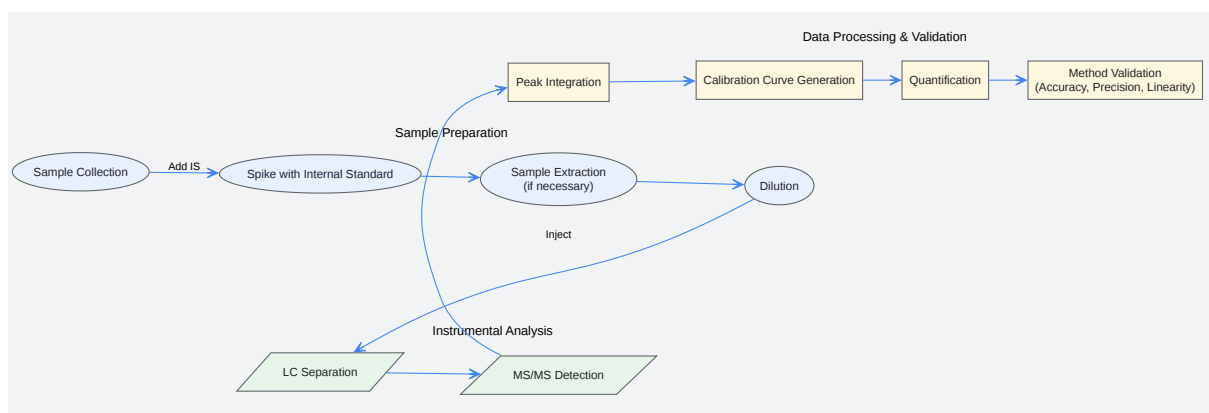 Data Processing & Validation
Peak Integration
Calibration Curve Generation
Quantification
Method Validation
(Accuracy, Precision, Linearity)
Sample Preparation
Sample Collection
Add IS
Spike with Internal Standard
Sample Extraction
(if necessary)
Dilution
Inject
Instrumental Analysis
LC Separation
MS/MS Detection